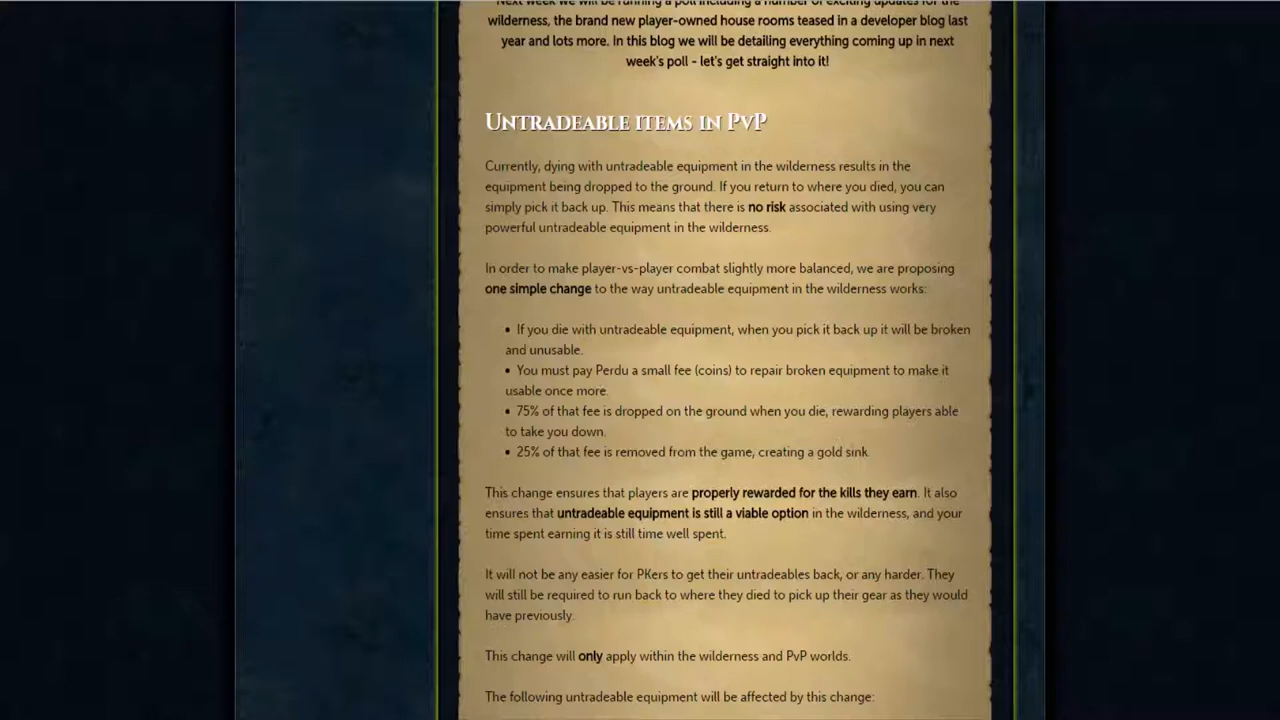 Next week we will be running a poll including a number of exciting updates for the
wilderness, the brand new player-owned house rooms teased in a developer blog last
year and lots more. In this blog we will be detailing everything coming up in next
week's poll - let's get straight into it!
Untradeable items in PvP
Currently, dying with untradeable equipment in the wilderness results in the
equipment being dropped to the ground. If you return to where you died, you can
simply pick it back up. This means that there is no risk associated with using very
powerful untradeable equipment in the wilderness.
In order to make player-vs-player combat slightly more balanced, we are proposing
one simple change to the way untradeable equipment in the wilderness works:
• If you die with untradeable equipment, when you pick it back up it will be broken
and unusable.
• You must pay Perdu a small fee (coins) to repair broken equipment to make it
usable once more.
• 75% of that fee is dropped on the ground when you die, rewarding players able
to take you down.
• 25% of that fee is removed from the game, creating a gold sink.
This change ensures that players are properly rewarded for the kills they earn. It also
ensures that untradeable equipment is still a viable option in the wilderness, and your
time spent earning it is still time well spent.
It will not be any easier for PKers to get their untradeables back, or any harder. They
will still be required to run back to where they died to pick up their gear as they would
have previously.
This change will only apply within the wilderness and PvP worlds.
The following untradeable equipment will be affected by this change: